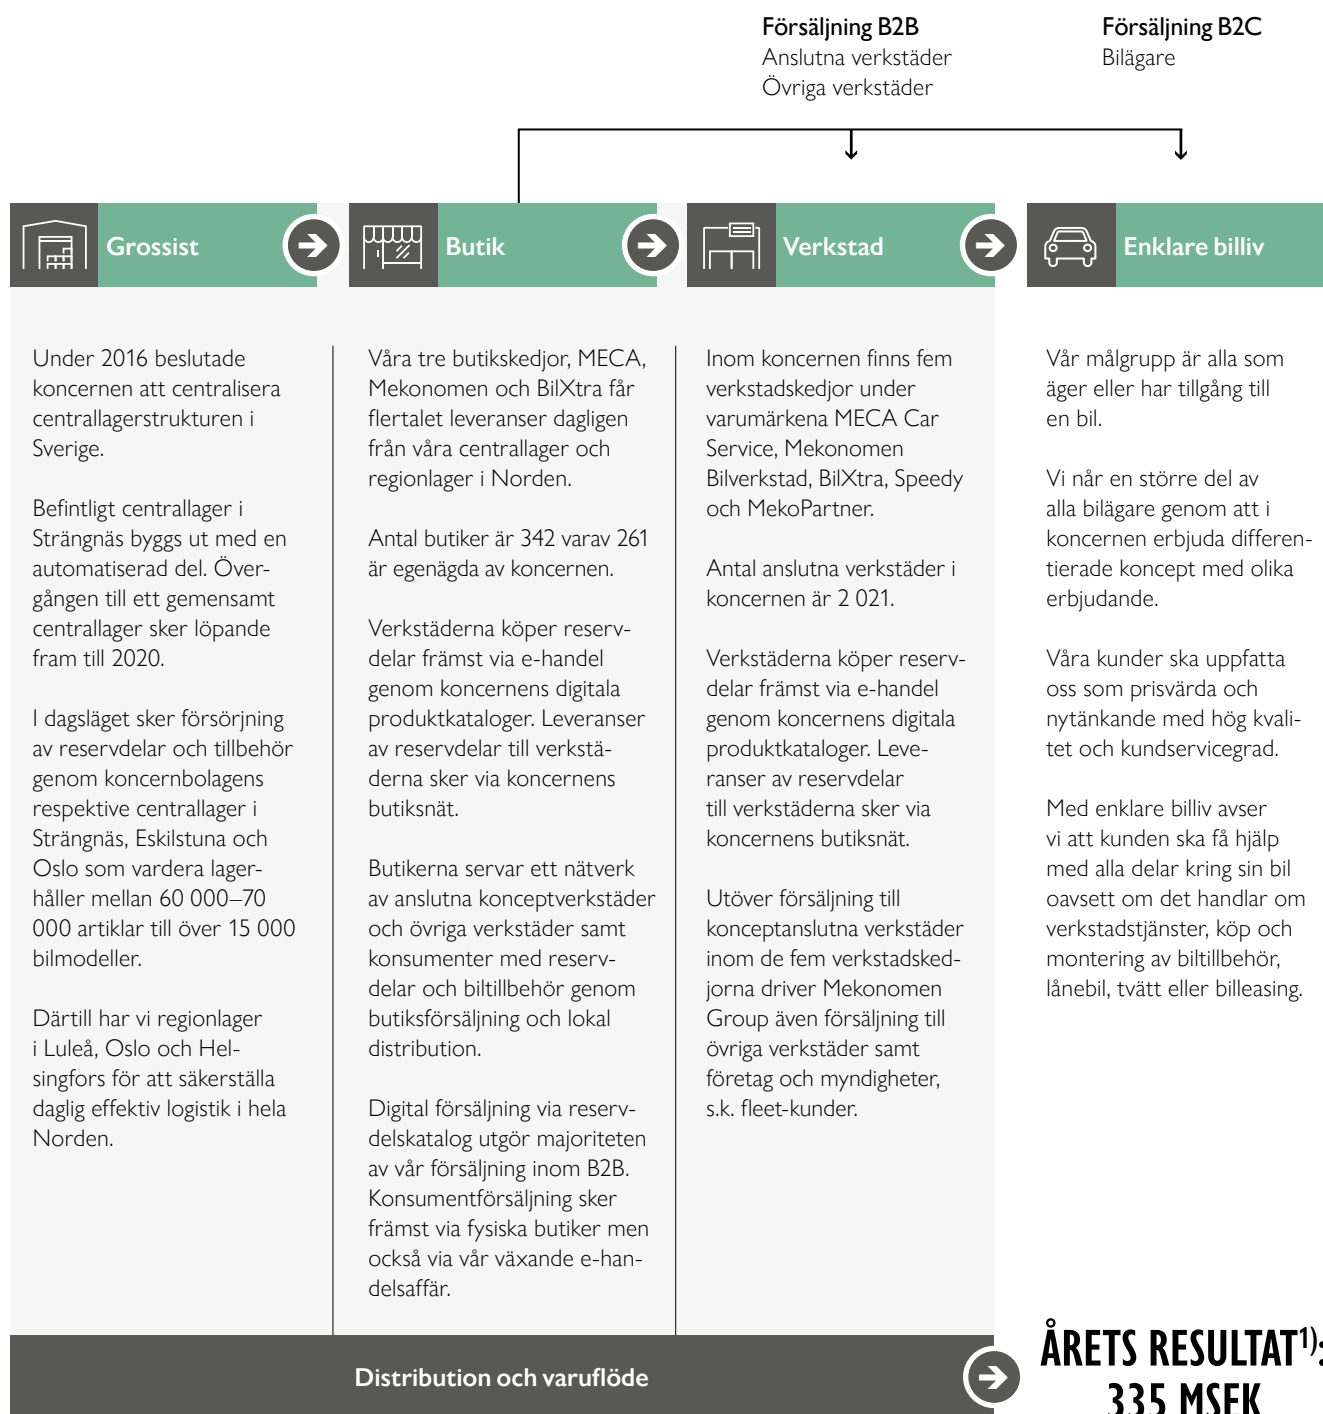 Försäljning B2B
Anslutna verkstäder
Övriga verkstäder
Försäljning B2C
Bilägare
Grossist
Butik
Verkstad
Enklare billiv
Under 2016 beslutade
koncernen att centralisera
centrallagerstrukturen i
Sverige.
Befintligt centrallager i
Strängnäs byggs ut med en
automatiserad del. Över-
gången till ett gemensamt
centrallager sker löpande
fram till 2020.
I dagsläget sker försörjning
av reservdelar och tillbehör
genom koncernbolagens
respektive centrallager i
Strängnäs, Eskilstuna och
Oslo som vardera lager-
håller mellan 60 000–70
000 artiklar till över 15 000
bilmodeller.
Därtill har vi regionlager
i Luleå, Oslo och Hel-
singfors för att säkerställa
daglig effektiv logistik i hela
Norden.
Våra tre butikskedjor, MECA,
Mekonomen och BilXtra får
flertalet leveranser dagligen
från våra centrallager och
regionlager i Norden.
Antal butiker är 342 varav 261
är egenägda av koncernen.
Verkstäderna köper reserv-
delar främst via e-handel
genom koncernens digitala
produktkataloger. Leveranser
av reservdelar till verkstä-
derna sker via koncernens
butiksnät.
Butikerna servar ett nätverk
av anslutna konceptverkstäder
och övriga verkstäder samt
konsumenter med reserv-
delar och biltillbehör genom
butiksförsäljning och lokal
distribution.
Digital försäljning via reserv-
delskatalog utgör majoriteten
av vår försäljning inom B2B.
Konsumentförsäljning sker
främst via fysiska butiker men
också via vår växande e-han-
delsaffär.
Inom koncernen finns fem
verkstadskedjor under
varumärkena MECA Car
Service, Mekonomen
Bilverkstad, BilXtra, Speedy
och MekoPartner.
Antal anslutna verkstäder i
koncernen är 2 021.
Verkstäderna köper reserv-
delar främst via e-handel
genom koncernens digitala
produktkataloger. Leve-
ranser av reservdelar
till verkstäderna sker via
koncernens butiksnät.
Utöver försäljning till
konceptanslutna verkstäder
inom de fem verkstadsked-
jorna driver Mekonomen
Group även försäljning till
övriga verkstäder samt
företag och myndigheter,
s.k. fleet-kunder.
Vår målgrupp är alla som
äger eller har tillgång till
en bil.
Vi når en större del av
alla bilägare genom att i
koncernen erbjuda differen-
tierade koncept med olika
erbjudande.
Våra kunder ska uppfatta
oss som prisvärda och
nytänkande med hög kvali-
tet och kundservicegrad.
Med enklare billiv avser
vi att kunden ska få hjälp
med alla delar kring sin bil
oavsett om det handlar om
verkstadstjänster, köp och
montering av biltillbehör,
lånebil, tvätt eller billeasing.
Distribution och varuflöde
ÅRETS RESULTAT1):
335 MSEK